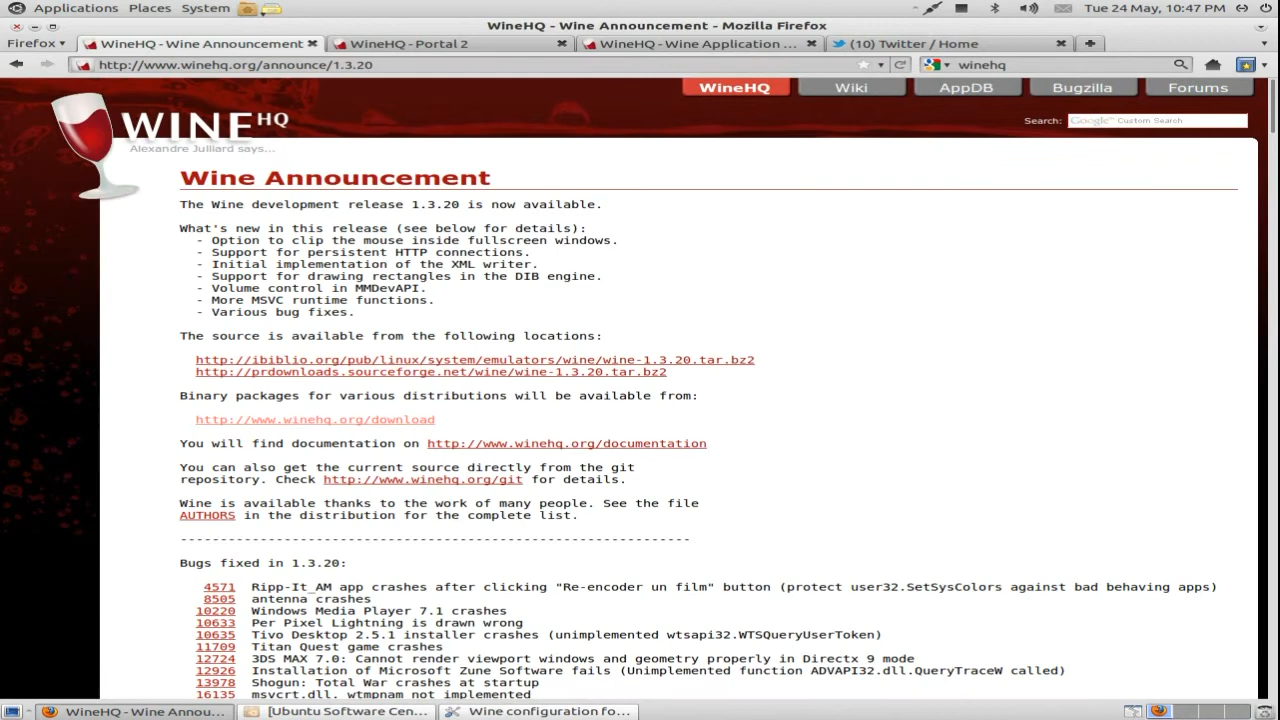 Applications Places System Tue 24 May, 10:47 PM
WineHQ - Wine Announcement - Mozilla Firefox
Firefox WineHQ - Wine Announcement WineHQ - Portal 2 WineHQ - Wine Application ... (10) Twitter / Home
http://www.winehq.org/announce/1.3.20 winehq
WineHQ Wiki AppDB Bugzilla Forums
WINE HQ
Search: Google™ Custom Search
Alexandre Julliard says...
Wine Announcement
The Wine development release 1.3.20 is now available.
What's new in this release (see below for details):
- Option to clip the mouse inside fullscreen windows.
- Support for persistent HTTP connections.
- Initial implementation of the XML writer.
- Support for drawing rectangles in the DIB engine.
- Volume control in MMDevAPI.
- More MSVC runtime functions.
- Various bug fixes.
The source is available from the following locations:
http://ibiblio.org/pub/linux/system/emulators/wine/wine-1.3.20.tar.bz2
http://prdownloads.sourceforge.net/wine/wine-1.3.20.tar.bz2
Binary packages for various distributions will be available from:
http://www.winehq.org/download
You will find documentation on http://www.winehq.org/documentation
You can also get the current source directly from the git
repository. Check http://www.winehq.org/git for details.
Wine is available thanks to the work of many people. See the file
AUTHORS in the distribution for the complete list.
----------------------------------------------------------------
Bugs fixed in 1.3.20:
4571 Ripp-It_AM app crashes after clicking "Re-encoder un film" button (protect user32.SetSysColors against bad behaving apps)
8505 antenna crashes
10220 Windows Media Player 7.1 crashes
10633 Per Pixel Lightning is drawn wrong
10635 Tivo Desktop 2.5.1 installer crashes (unimplemented wtsapi32.WTSQueryUserToken)
11709 Titan Quest game crashes
12724 3DS MAX 7.0: Cannot render viewport windows and geometry properly in Directx 9 mode
12926 Installation of Microsoft Zune Software fails (Unimplemented function ADVAPI32.dll.QueryTraceW called)
13978 Shogun: Total War crashes at startup
16135 msvcrt.dll._wtmpnam not implemented
WineHQ - Wine Annou... [Ubuntu Software Cen... Wine configuration fo...